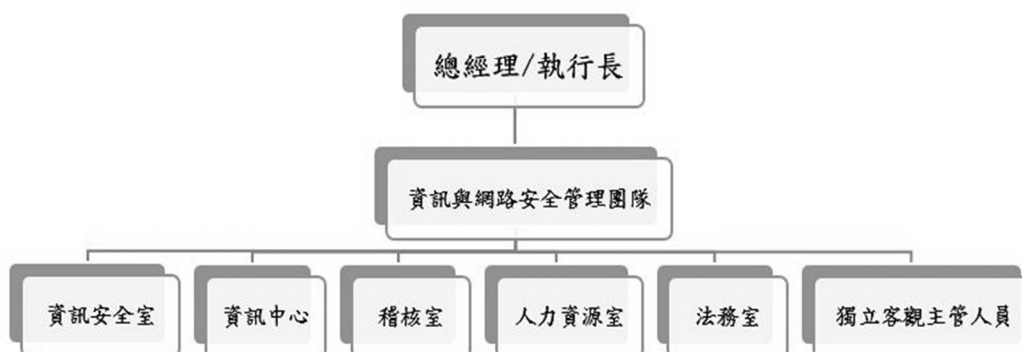 總經理/執行長
資訊與網路安全管理團隊
資訊安全室
資訊中心
稽核室
人力資源室
法務室
獨立客觀主管人員